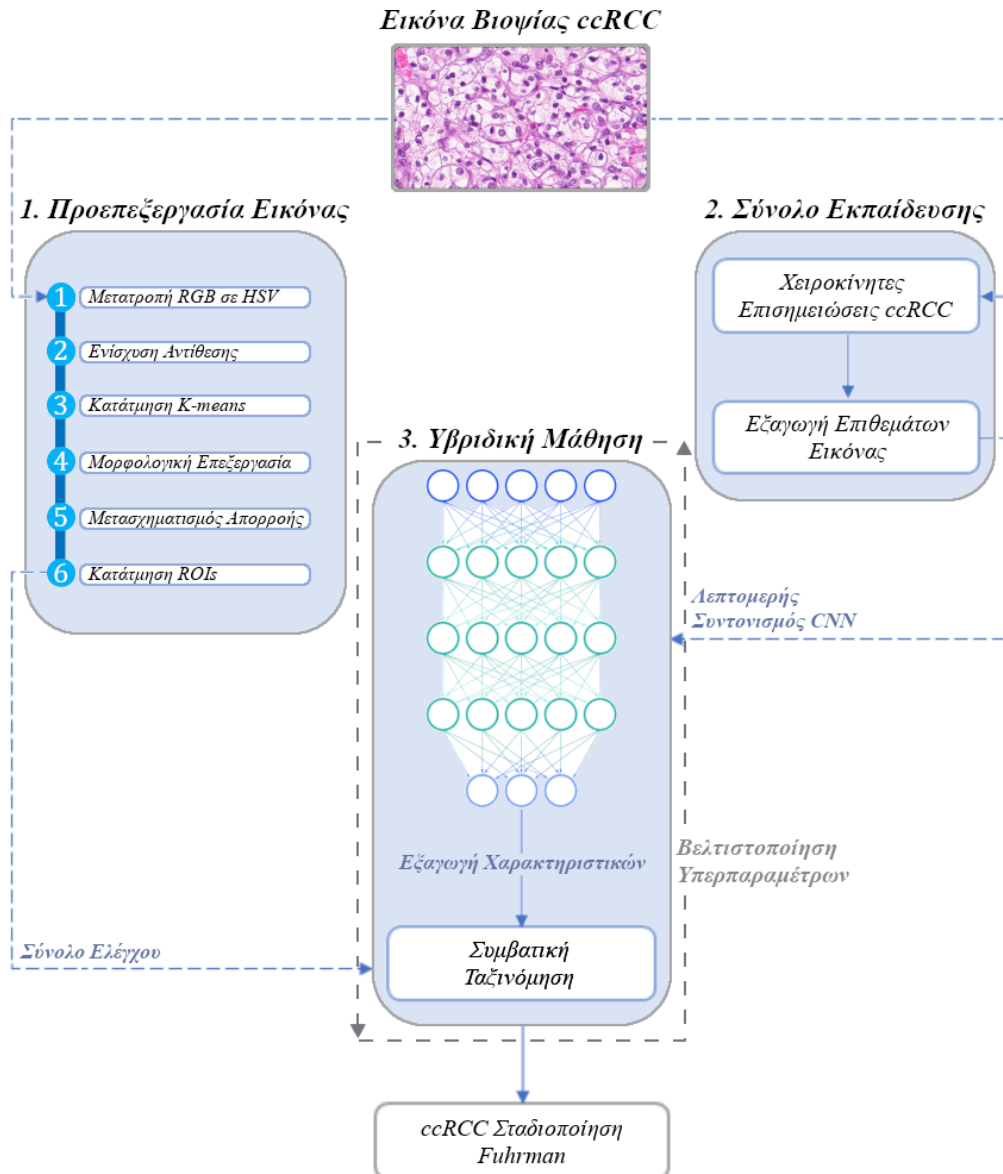 Εικόνα Βιοψίας ccRCC
1. Προεπεξεργασία Εικόνας
1 Μετατροπή RGB σε HSV
2 Ενίσχυση Αντίθεσης
3 Κατάτμηση K-means
4 Μορφολογική Επεξεργασία
5 Μετασχηματισμός Απορροής
6 Κατάτμηση ROIs
2. Σύνολο Εκπαίδευσης
Χειροκίνητες
Επισημειώσεις ccRCC
Εξαγωγή Επιθεμάτων
Εικόνας
3. Υβριδική Μάθηση
Λεπτομερής
Συντονισμός CNN
Εξαγωγή Χαρακτηριστικών
Βελτιστοποίηση
Υπερπαραμέτρων
Σύνολο Ελέγχου
Συμβατική
Ταξινόμηση
ccRCC Σταδιοποίηση
Fuhrman